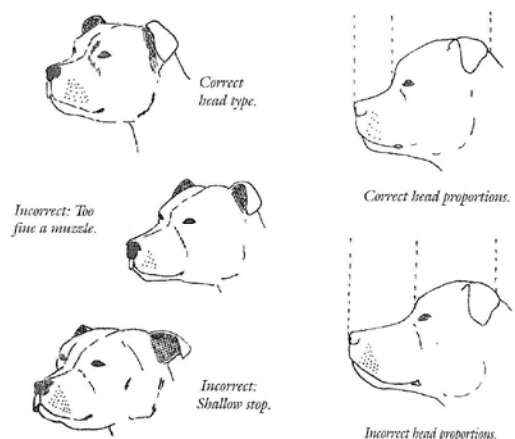 Correct
head type.
Correct head proportions.
Incorrect: Too
fine a muzzle.
Incorrect:
Shallow stop.
Incorrect head proportions.